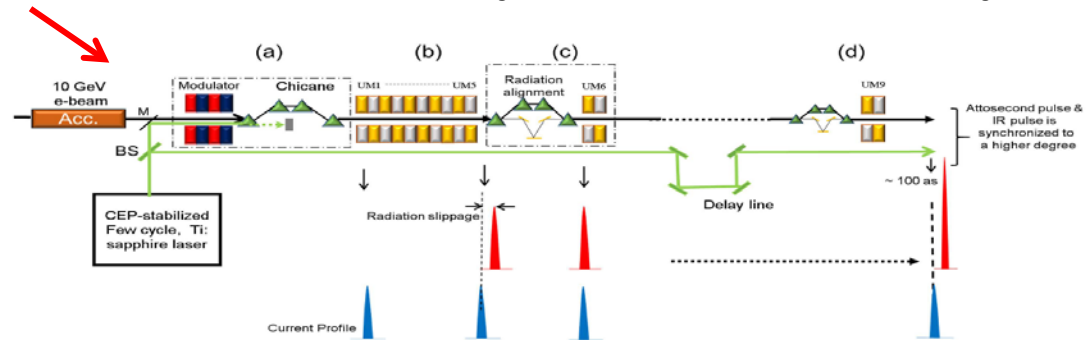 (a)
(b)
(c)
(d)
10 GeV
e-beam
Acc.
M
BS
Modulator
Chicane
UM1
UM5
Radiation
alignment
UM6
UM9
Attosecond pulse &
IR pulse is
synchronized to
a higher degree
CEP-stabilized
Few cycle, Ti:
sapphire laser
Delay line
~ 100 as
Radiation slippage
Current Profile